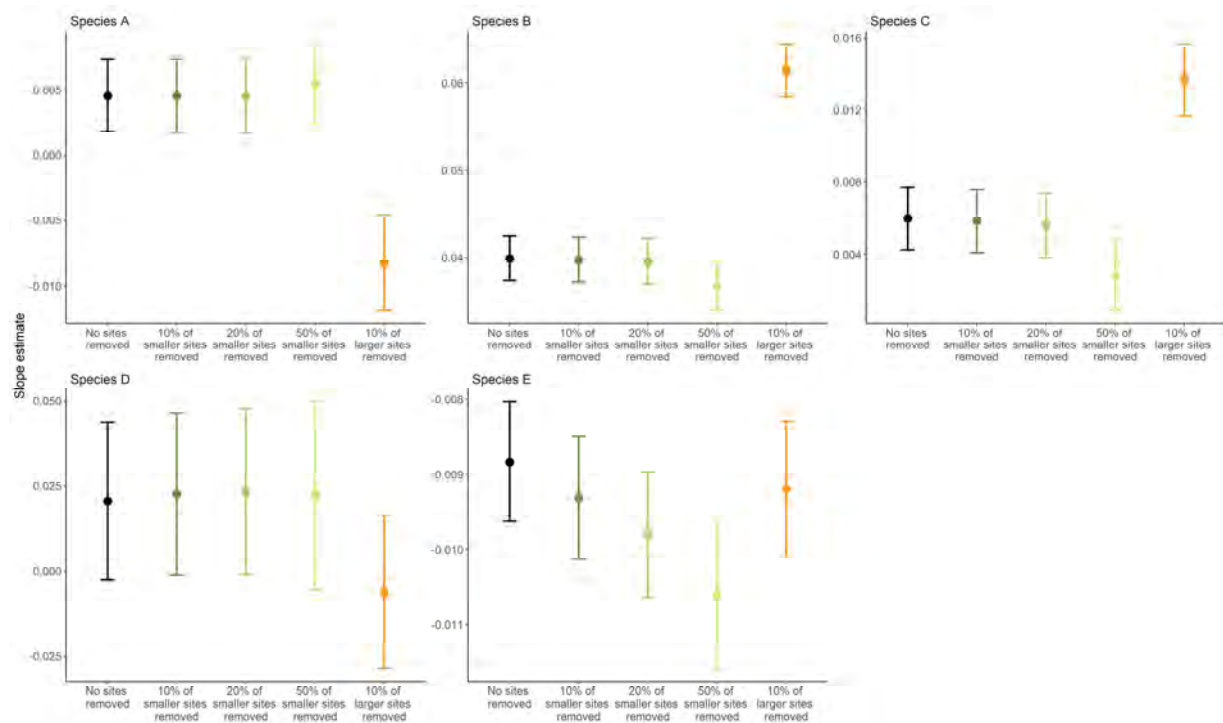 Species A
Species B
Species C
0.005
0.000
-0.005
-0.010
0.06
0.05
0.04
0.016
0.012
0.008
0.004
No sites removed
10% of smaller sites removed
20% of smaller sites removed
50% of smaller sites removed
10% of larger sites removed
No sites removed
10% of smaller sites removed
20% of smaller sites removed
50% of smaller sites removed
10% of larger sites removed
No sites removed
10% of smaller sites removed
20% of smaller sites removed
50% of smaller sites removed
10% of larger sites removed
Slope estimate
Species D
Species E
0.050
0.025
0.000
-0.025
-0.008
-0.009
-0.010
-0.011
No sites removed
10% of smaller sites removed
20% of smaller sites removed
50% of smaller sites removed
10% of larger sites removed
No sites removed
10% of smaller sites removed
20% of smaller sites removed
50% of smaller sites removed
10% of larger sites removed